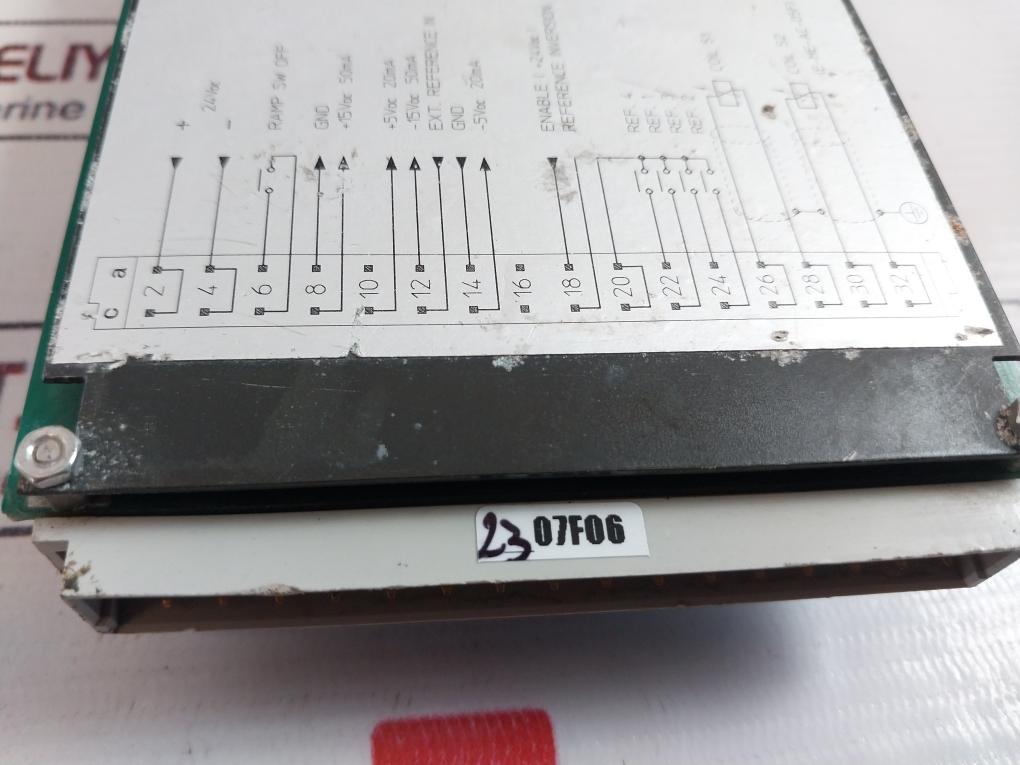 ELIY
erine
+
24Vdc
−
RAMP SW OFF
GND
+15Vdc 50mA
+5Vdc 20mA
-15Vdc 50mA
EXT. REFERENCE IN
GND
-5Vdc 20mA
ENABLE ( +24Vdc )
REFERENCE INVERSION
REF. 4
REF. 1
REF. 3
REF. 2
COIL S1
COIL S2
a
c
2
4
6
8
10
12
14
16
18
20
22
24
26
28
30
32
23 07F06